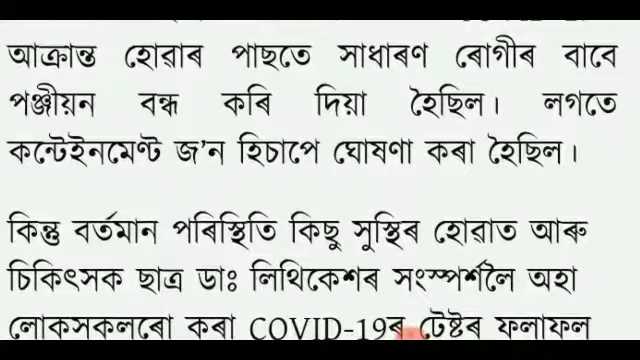 আক্ৰান্ত হোৱাৰ পাছতে সাধাৰণ ৰোগীৰ বাবে
পঞ্জীয়ন বন্ধ কৰি দিয়া হৈছিল। লগতে
কন্টেইনমেণ্ট জ'ন হিচাপে ঘোষণা কৰা হৈছিল।
কিন্তু বৰ্তমান পৰিস্থিতি কিছু সুস্থিৰ হোৱাত আৰু
চিকিৎসক ছাত্ৰ ডাঃ লিথিকেশৰ সংস্পৰ্শলৈ অহা
লোকসকলৰো কৰা COVID-19ৰ টেষ্টৰ ফলাফল